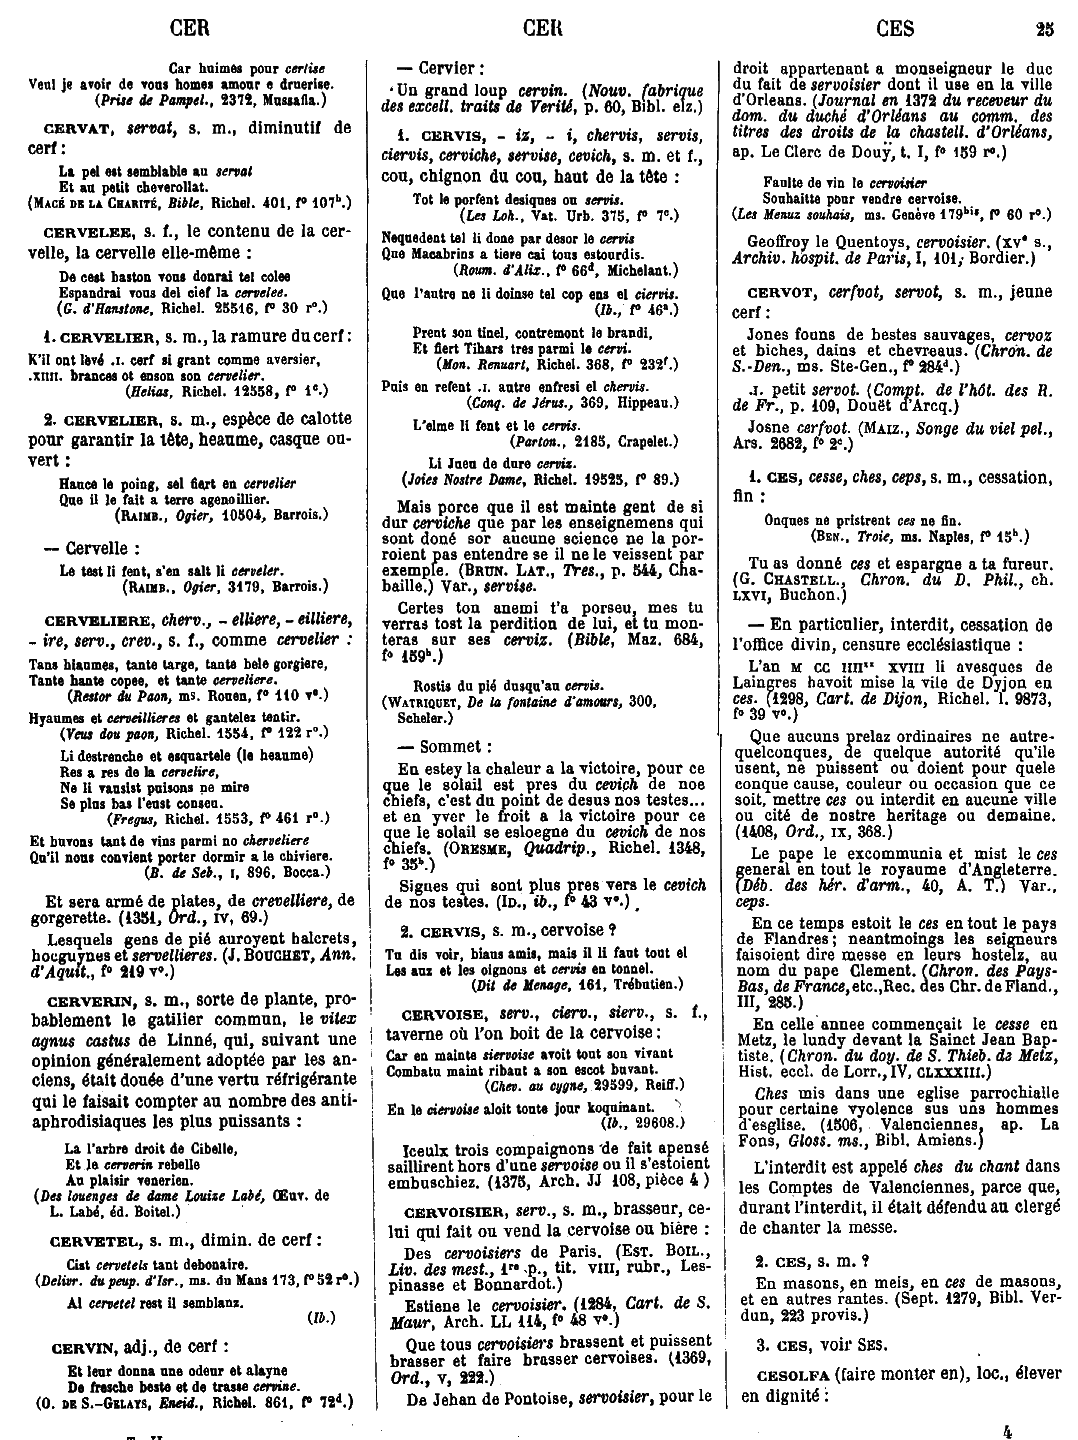 CER
CER
CES
25
Car huimes pour certise
Veul je avoir de vous homes amour e druerise.
(Prise de Pampel., 2372, Mussafia.)
CERVAT, servat, s. m., diminutif de
cerf :
La pel est semblable au servat
Et au petit cheverollat.
(MACÉ DE LA CHARITÉ, Bible, Richel. 401, f° 107b.)
CERVELEE, s. f., le contenu de la cer-
velle, la cervelle elle-même :
De cest baston vous donrai tel colee
Espandrai vous del cief la cervelee.
(G. d'Hanstone, Richel. 25516, f° 30 r°.)
1. CERVELIER, s. m., la ramure du cerf :
K'il ont lèvé .I. cerf si grant comme aversier,
.XIIII. brances ot enson son cervelier.
(Helias, Richel. 12558, f° 1c.)
2. CERVELIER, s. m., espèce de calotte
pour garantir la tête, heaume, casque ou-
vert :
Hauce le poing, sel fiert en cervelier
Que il le fait a terre agenoillier.
(RAIMB., Ogier, 10504, Barrois.)
— Cervelle :
Le test li fent, s'en salt li cerveler.
(RAIMB., Ogier, 3179, Barrois.)
CERVELIERE, cherv., - elliere, - eilliere,
- ire, serv., crev., s. f., comme cervelier :
Tans hiaumes, tante targe, tante bele gorgiere,
Tante hante copee, et tante cerveliere.
(Restor du Paon, ms. Rouen, f° 110 v°.)
Hyaumes et cerveillieres et gantelez tentir.
(Veus dou paon, Richel. 1554, f° 122 r°.)
Li destrenche et esquartele (le heaume)
Res a res de la cervelire,
Ne li vausist puisons ne mire
Se plus bas l'eust conseu.
(Fregus, Richel. 1553, f° 461 r°.)
Et buvons tant de vins parmi no cherveliere
Qu'il nous convient porter dormir a le chiviere.
(B. de Seb., I, 896, Bocca.)
Et sera armé de plates, de crevelliere, de
gorgerette. (1351, Ord., IV, 69.)
Lesquels gens de pié auroyent halcrets,
hocguynes et servellieres. (J. BOUCHET, Ann.
d'Aquit., f° 219 v°.)
CERVERIN, s. m., sorte de plante, pro-
bablement le gatilier commun, le vitex
agnus castus de Linné, qui, suivant une
opinion généralement adoptée par les an-
ciens, était douée d'une vertu réfrigérante
qui le faisait compter au nombre des anti-
aphrodisiaques les plus puissants :
La l'arbre droit de Cibelle,
Et le cerverin rebelle
Au plaisir venerien.
(Des louenges de dame Louize Labé, Œuv. de
L. Labé, éd. Boitel.)
CERVETEL, s. m., dimin. de cerf :
Cist cervetels tant debonaire.
(Delivr. du peup. d'Isr., ms. du Mans 173, f° 52 r°.)
Al cervetel rest il semblanz.
(Ib.)
CERVIN, adj., de cerf :
Et leur donna une odeur et alayne
De fresche beste et de trasse cervine.
(O. DE S.-GELAYS, Eneid., Richel. 861, f° 72d.)
— Cervier :
Un grand loup cervin. (Nouv. fabrique
des excell. traits de Verité, p. 60, Bibl. elz.)
1. CERVIS, - iz, - i, chervis, servis,
ciervis, cerviche, servise, cevich, s. m. et f.,
cou, chignon du cou, haut de la tête :
Tot le porfent desiques ou servis.
(Les Loh., Vat. Urb. 375, f° 7c.)
Nequedent tel li done par desor le cervis
Que Macabrins a tiere cai tous estourdis.
(Roum. d'Alix., f° 66d, Michelant.)
Que l'autre ne li doinse tel cop ens el ciervis.
(Ib., f° 46a.)
Prent son tinel, contremont le brandi,
Et fiert Tihars tres parmi le cervi.
(Mon. Renuart, Richel. 368, f° 232f.)
Puis en refent .I. autre enfresi el chervis.
(Conq. de Jérus., 369, Hippeau.)
L'elme li fent et le cervis.
(Parton., 2185, Crapelet.)
Li Jueu de dure cerviz.
(Joies Nostre Dame, Richel. 19525, f° 89.)
Mais porce que il est mainte gent de si
dur cerviche que par les enseignemens qui
sont doné sor aucune science ne la por-
roient pas entendre se il ne le veissent par
exemple. (BRUN. LAT., Tres., p. 544, Cha-
baille.) Var., servise.
Certes ton anemi t'a porseu, mes tu
verras tost la perdition de lui, et tu mon-
teras sur ses cerviz. (Bible, Maz. 684,
f° 159b.)
Rostis du pié dusqu'au cervis.
(WATRIQUET, De la fontaine d'amours, 300,
Scheler.)
— Sommet :
En estey la chaleur a la victoire, pour ce
que le solail est pres du cevich de noe
chiefs, c'est du point de desus nos testes...
et en yver le froit a la victoire pour ce
que le solail se esloegne du cevich de nos
chiefs. (ORESME, Quadrip., Richel. 1348,
f° 35b.)
Signes qui sont plus pres vers le cevich
de nos testes. (ID., ib., f° 43 v°.)
2. CERVIS, s. m., cervoise ?
Tu dis voir, biaus amis, mais il li faut tout el
Les aux et les oignons et cervis en tonnel.
(Dit de Menage, 161, Trébutien.)
CERVOISE, serv., cierv., sierv., s. f.,
taverne où l'on boit de la cervoise :
Car en mainte siervoise avoit tout son vivant
Combatu maint ribaut a son escot buvant.
(Chev. au cygne, 29599, Reiff.)
En le ciervoise aloit toute jour koquinant.
(Ib., 29608.)
Iceulx trois compaignons de fait apensé
saillirent hors d'une servoise ou il s'estoient
embuschiez. (1375, Arch. JJ 108, pièce 4)
CERVOISIER, serv., s. m., brasseur, ce-
lui qui fait ou vend la cervoise ou bière :
Des cervoisiers de Paris. (EST. BOIL.,
Liv. des mest., Ire p., tit. VIII, rubr., Les-
pinasse et Bonnardot.)
Estiene le cervoisier. (1284, Cart. de S.
Maur, Arch. LL 114, f° 48 v°.)
Que tous cervoisiers brassent et puissent
brasser et faire brasser cervoises. (1369,
Ord., V, 222.)
De Jehan de Pontoise, servoisier, pour le
droit appartenant a monseigneur le duc
du fait de servoisier dont il use en la ville
d'Orleans. (Journal en 1372 du receveur du
dom. du duché d'Orléans au comm. des
titres des droits de la chastell. d'Orléans,
ap. Le Clerc de Douÿ, t. I, f° 159 r°.)
Faulte de vin le cervoisier
Souhaitte pour vendre cervoise.
(Les Menuz souhais, ms. Genève 179bis, f° 60 r°.)
Geoffroy le Quentoys, cervoisier. (XVe s.,
Archiv. hospit. de Paris, I, 101, Bordier.)
CERVOT, cerfvot, servot, s. m., jeune
cerf :
Jones founs de bestes sauvages, cervoz
et biches, dains et chevreaus. (Chron. de
S.-Den., ms. Ste-Gen., f° 284d.)
.I. petit servot. (Compt. de l'hôt. des R.
de Fr., p. 109, Douët d'Arcq.)
Josne cerfvot. (MAIZ., Songe du viel pel.,
Ars. 2682, f° 2c.)
1. CES, cesse, ches, ceps, s. m., cessation,
fin :
Onques ne pristrent ces ne fin.
(BEN., Troie, ms. Naples, f° 15b.)
Tu as donné ces et espargne a ta fureur.
(G. CHASTELL., Chron. du D. Phil., ch.
LXVI, Buchon.)
— En particulier, interdit, cessation de
l'office divin, censure ecclésiastique :
L'an M CC IIIIxx XVIII li avesques de
Laingres havoit mise la vile de Dyjon en
ces. (1298, Cart. de Dijon, Richel. l. 9873,
f° 39 v°.)
Que aucuns prelaz ordinaires ne autre-
quelconques, de quelque autorité qu'ile
usent, ne puissent ou doient pour quele
conque cause, couleur ou occasion que ce
soit, mettre ces ou interdit en aucune ville
ou cité de nostre heritage ou demaine.
(1408, Ord., IX, 368.)
Le pape le excommunia et mist le ces
general en tout le royaume d'Angleterre.
(Déb. des hér. d'arm., 40, A. T.) Var.,
ceps.
En ce temps estoit le ces en tout le pays
de Flandres ; neantmoings les seigneurs
faisoient dire messe en leurs hostelz, au
nom du pape Clement. (Chron. des Pays-
Bas, de France, etc., Rec. des Chr. de Fland.,
III, 285.)
En celle annee commençait le cesse en
Metz, le lundy devant la Sainct Jean Bap-
tiste. (Chron. du doy. de S. Thieb. de Metz,
Hist. eccl. de Lorr., IV, CLXXXIII.)
Ches mis dans une eglise parrochialle
pour certaine vyolence sus uns hommes
d'esglise. (1506, Valenciennes, ap. La
Fons, Gloss. ms., Bibl. Amiens.)
L'interdit est appelé ches du chant dans
les Comptes de Valenciennes, parce que,
durant l'interdit, il était défendu au clergé
de chanter la messe.
2. CES, s. m. ?
En masons, en meis, en ces de masons,
et en autres rantes. (Sept. 1279, Bibl. Ver-
dun, 223 provis.)
3. CES, voir SES.
CESOLFA (faire monter en), loc., élever
en dignité :
4